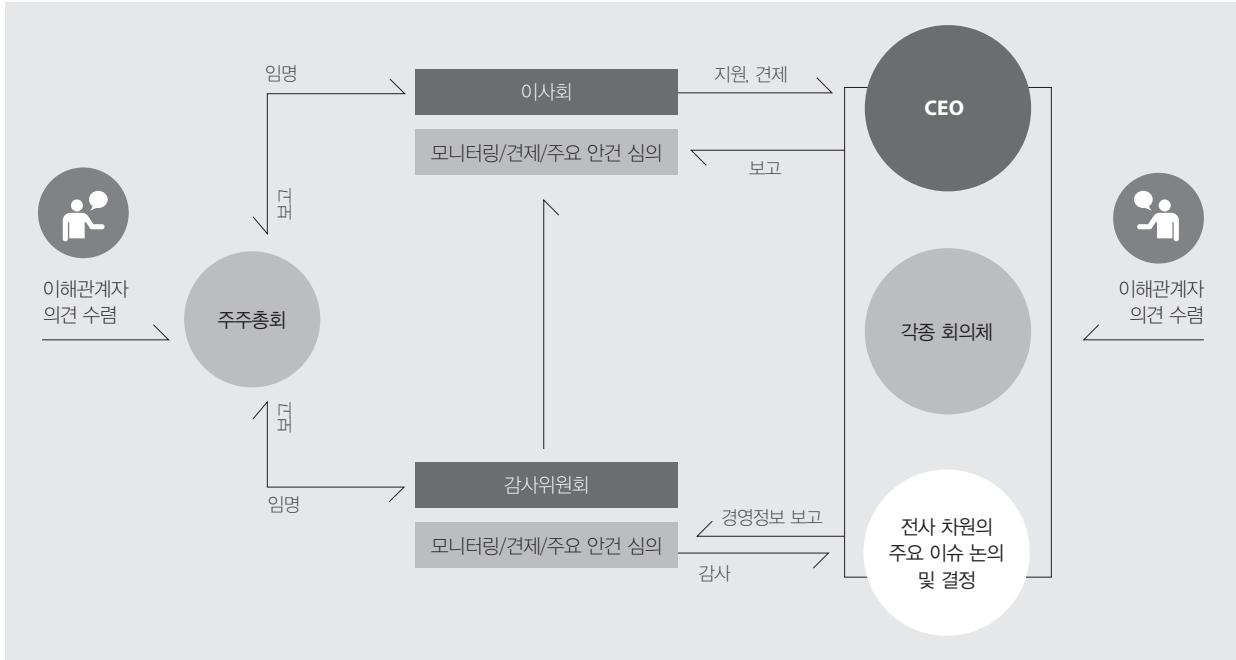 임명
이사회
지원, 견제
CEO
모니터링/견제/주요 안건 심의
보고
보고
이해관계자
의견 수렴
주주총회
각종 회의체
이해관계자
의견 수렴
보고
임명
감사위원회
모니터링/견제/주요 안건 심의
경영정보 보고
감사
전사 차원의
주요 이슈 논의
및 결정